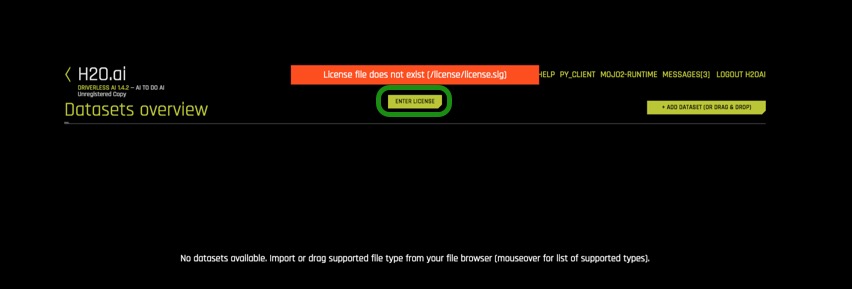 H2O.ai
DRIVERLESS AI 1.4.2 – AI TO DO AI
Unregistered Copy
License file does not exist (/license/license.sig)
HELP PY_CLIENT MOJO2-RUNTIME MESSAGES[3] LOGOUT H2OAI
ENTER LICENSE
Datasets overview
+ ADD DATASET (OR DRAG & DROP)
No datasets available. Import or drag supported file type from your file browser (mouseover for list of supported types).